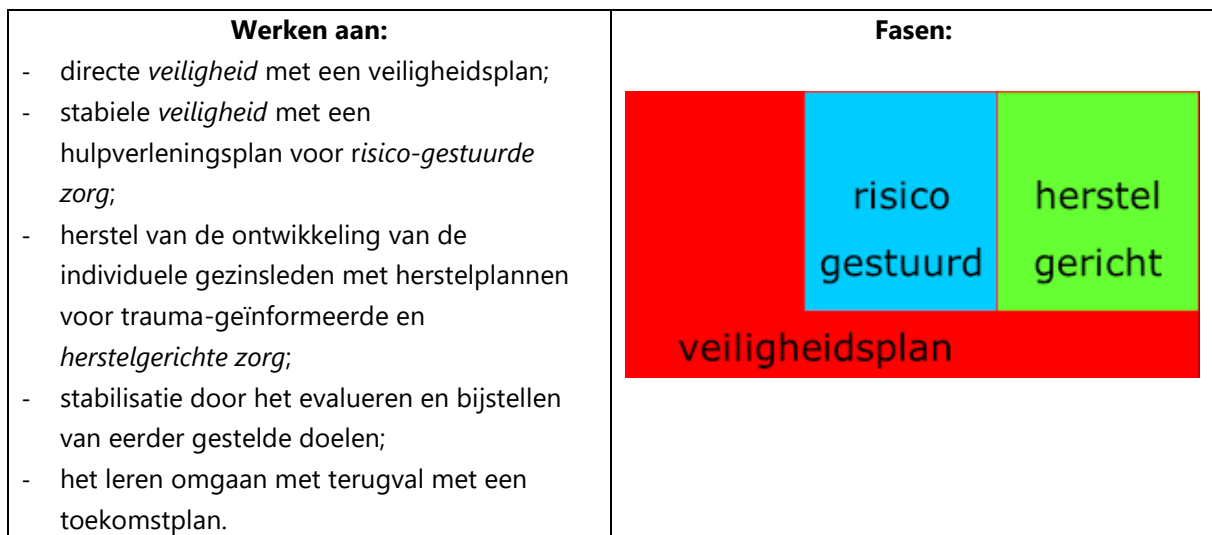 Werken aan:
- directe veiligheid met een veiligheidsplan;
- stabiele veiligheid met een
hulpverleningsplan voor risico-gestuurde
zorg;
- herstel van de ontwikkeling van de
individuele gezinsleden met herstelplannen
voor trauma-geïnformeerde en
herstelgerichte zorg;
- stabilisatie door het evalueren en bijstellen
van eerder gestelde doelen;
- het leren omgaan met terugval met een
toekomstplan.
Fasen:
risico
gestuurd
herstel
gericht
veiligheidsplan